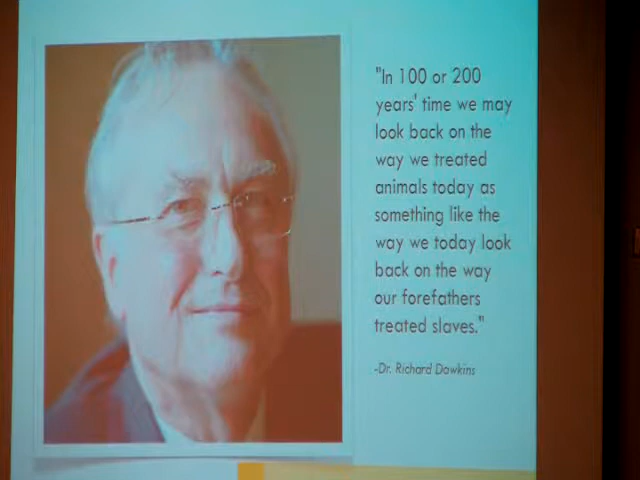 "In 100 or 200
years' time we may
look back on the
way we treated
animals today as
something like the
way we today look
back on the way
our forefathers
treated slaves."
-Dr. Richard Dawkins